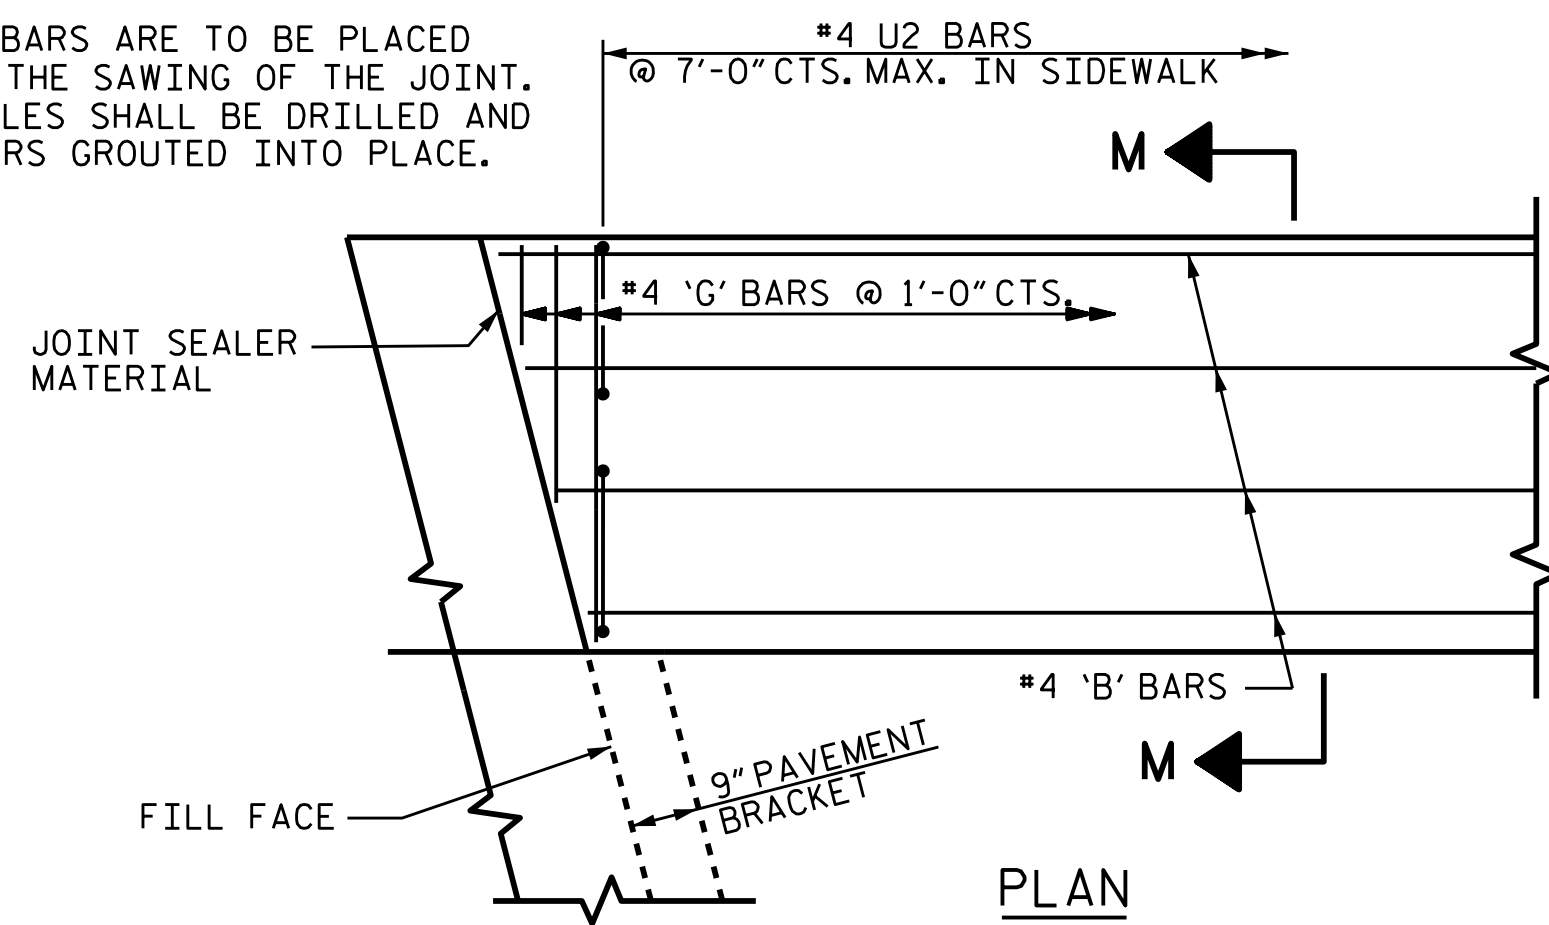 BARS ARE TO BE PLACED
THE SAWING OF THE JOINT.
LES SHALL BE DRILLED AND
RS GROUTED INTO PLACE.
#4 U2 BARS
@ 7'-0" CTS. MAX. IN SIDEWALK
M
#4 'G' BARS @ 1'-0" CTS.
JOINT SEALER
MATERIAL
#4 'B' BARS
M
9" PAVEMENT
BRACKET
FILL FACE
PLAN